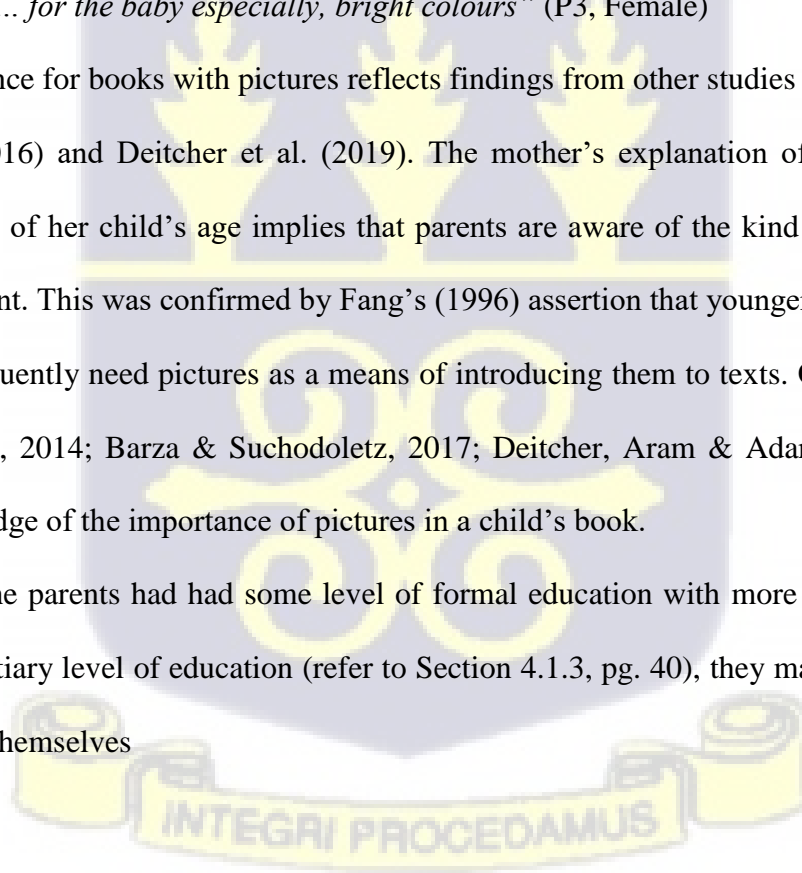 ... for the baby especially, bright colours" (P3, Female)
nce for books with pictures reflects findings from other studies
16) and Deitcher et al. (2019). The mother’s explanation of
of her child’s age implies that parents are aware of the kind
nt. This was confirmed by Fang’s (1996) assertion that younger
uently need pictures as a means of introducing them to texts.
, 2014; Barza & Suchodoletz, 2017; Deitcher, Aram & Adar
dge of the importance of pictures in a child’s book.
ne parents had had some level of formal education with more
tiary level of education (refer to Section 4.1.3, pg. 40), they ma
hemselves
INTEGRI PROCEDAMUS